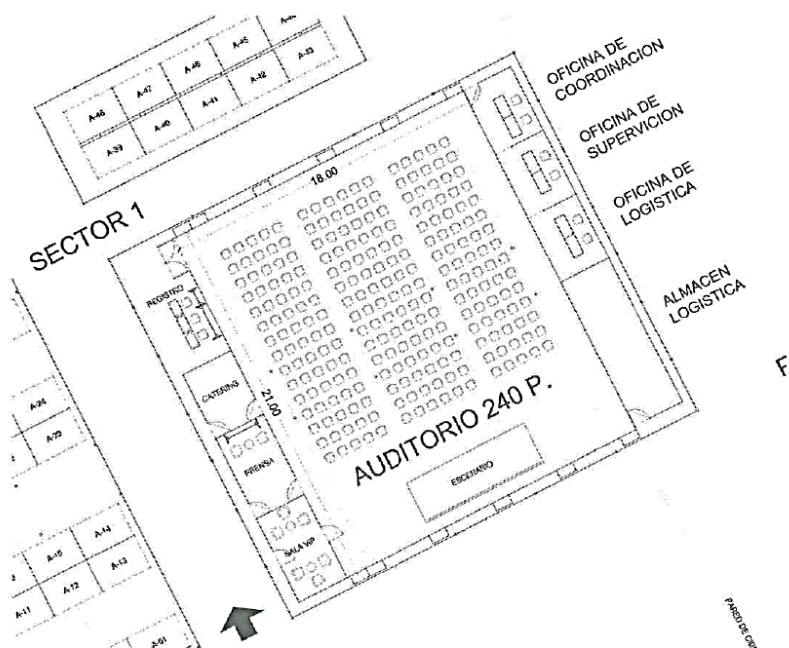 A-48
A-47
A-46
A-45
A-44
A-39
A-40
A-41
A-42
A-43
OFICINA DE
COORDINACION
OFICINA DE
SUPERVICION
OFICINA DE
LOGISTICA
ALMACEN
LOGISTICA
SECTOR 1
18.00
REGISTRO
CATERING
21.00
PRENSA
SALA VIP
AUDITORIO 240 P.
ESCENARIO
A-24
A-23
A-15
A-14
A-11
A-12
A-13
A-51